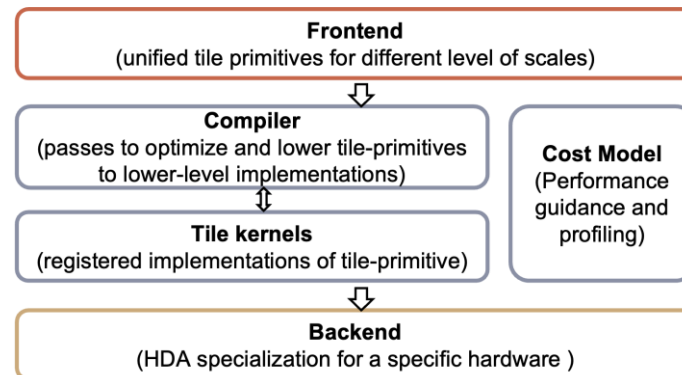 Frontend
(unified tile primitives for different level of scales)
Compiler
(passes to optimize and lower tile-primitives
to lower-level implementations)
Cost Model
(Performance
guidance and
profiling)
Tile kernels
(registered implementations of tile-primitive)
Backend
(HDA specialization for a specific hardware )